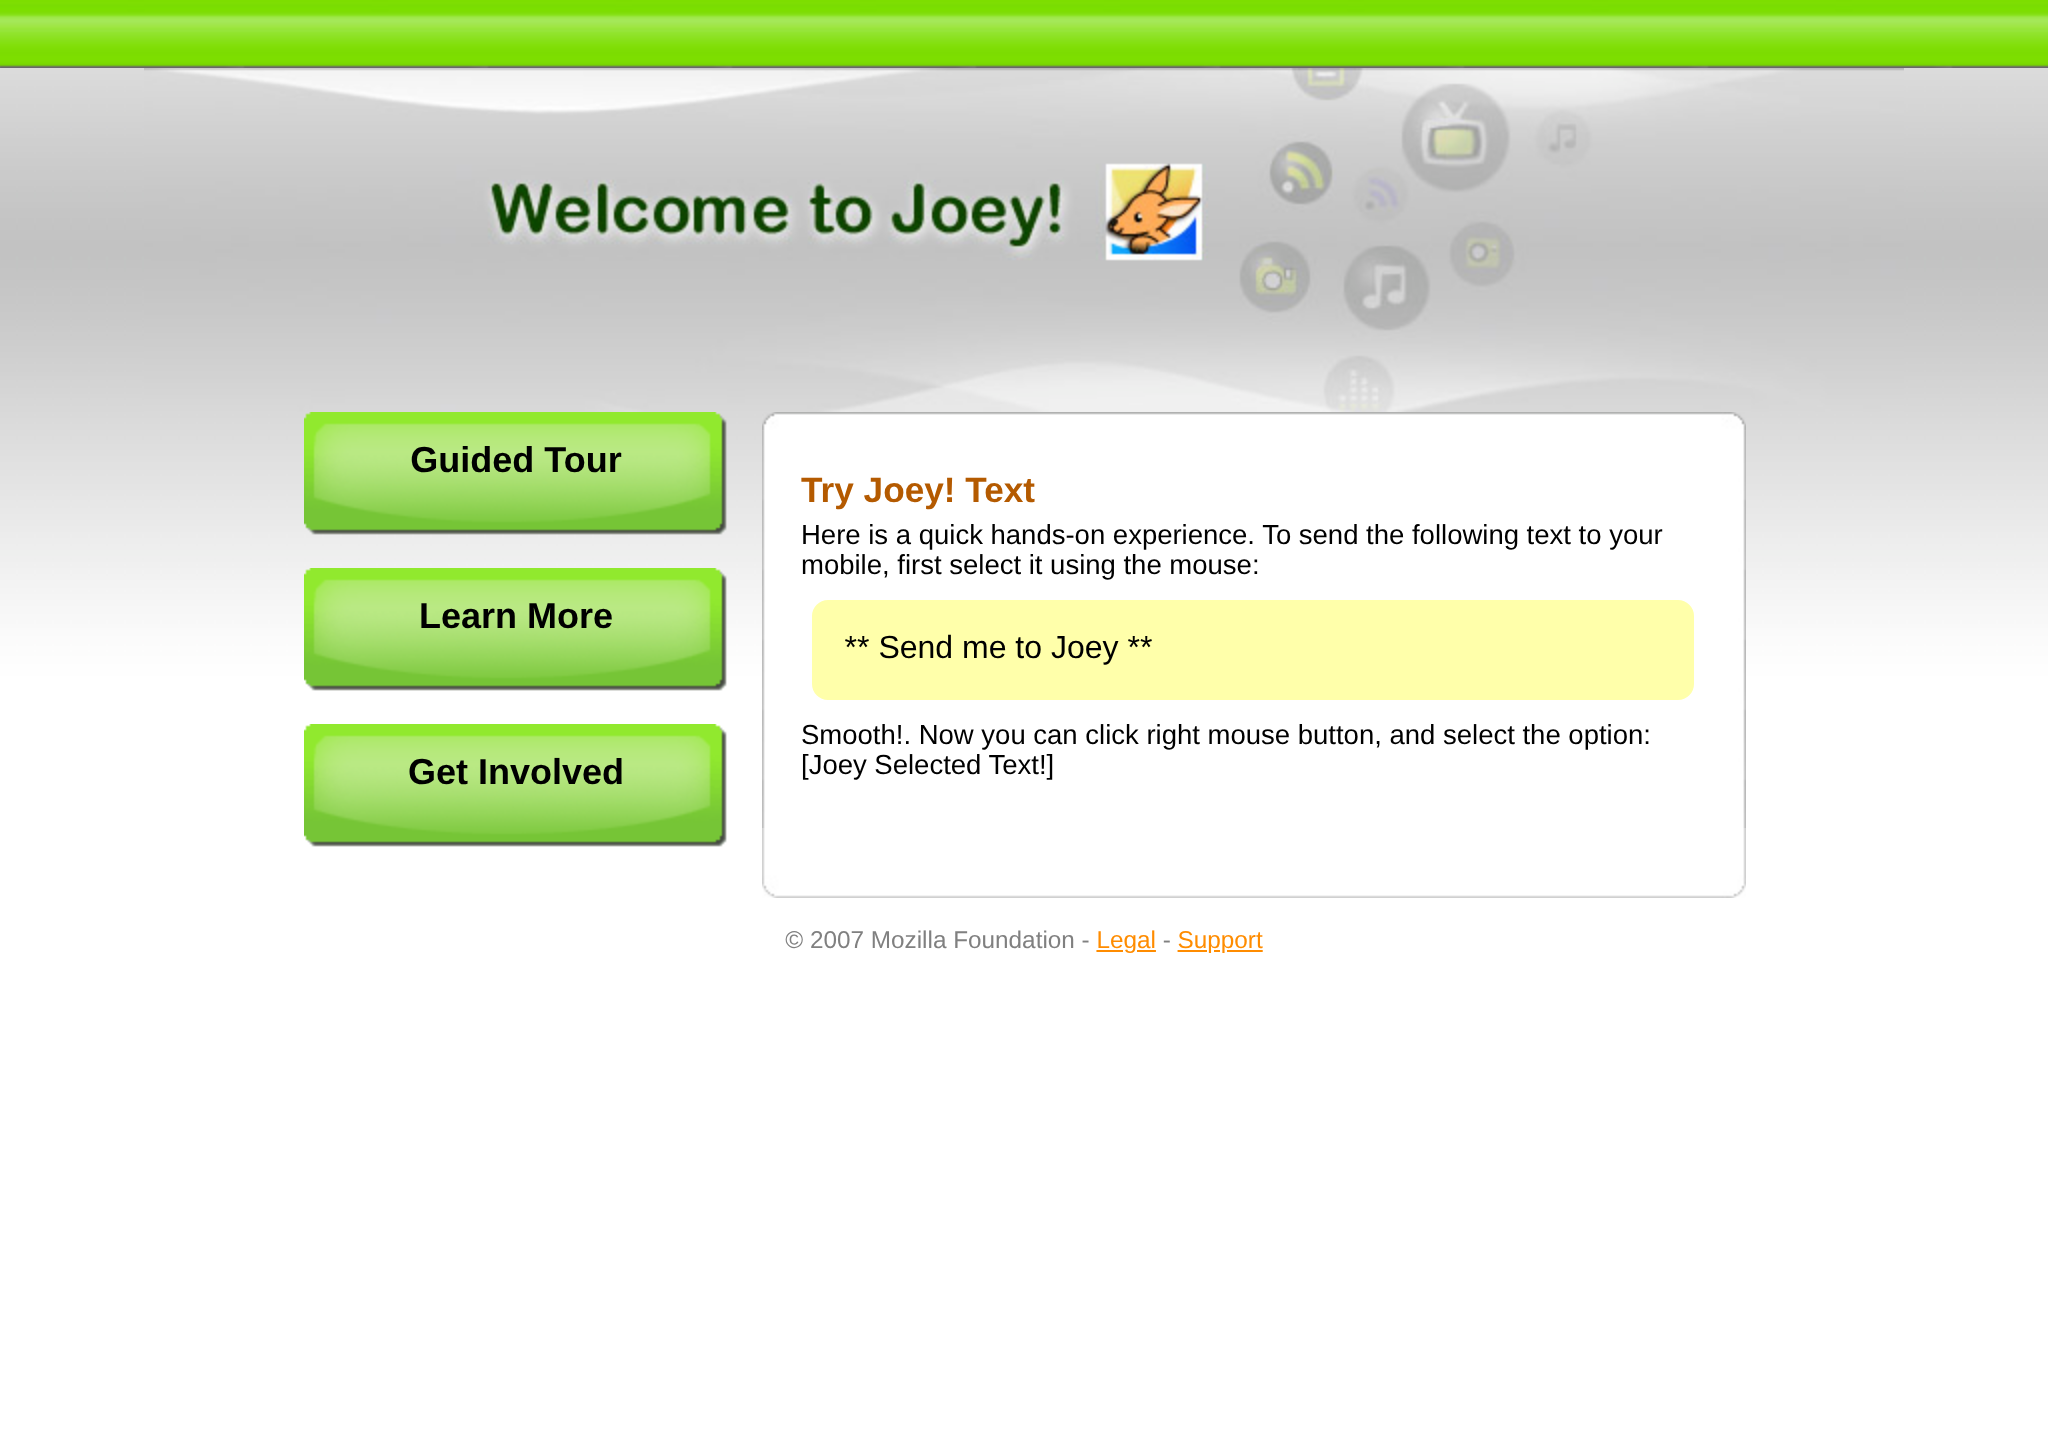 Welcome to Joey!
Guided Tour
Learn More
Get Involved
Try Joey! Text
Here is a quick hands-on experience. To send the following text to your
mobile, first select it using the mouse:
** Send me to Joey **
Smooth!. Now you can click right mouse button, and select the option:
[Joey Selected Text!]
© 2007 Mozilla Foundation - Legal - Support